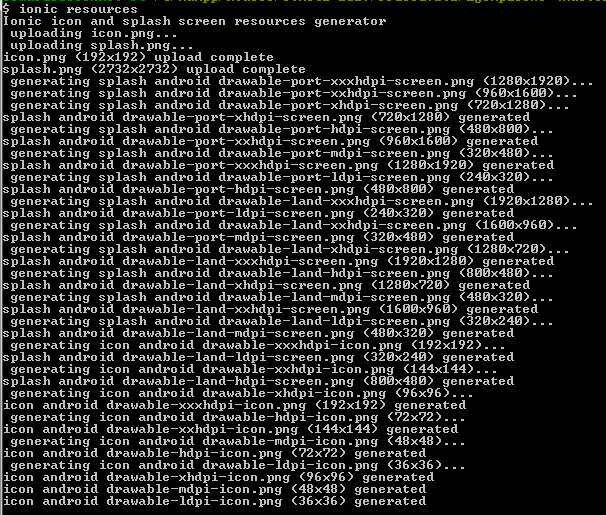 $ ionic resources
Ionic icon and splash screen resources generator
 uploading icon.png...
 uploading splash.png...
icon.png (192x192) upload complete
splash.png (2732x2732) upload complete
 generating splash android drawable-port-xxxhdpi-screen.png (1280x1920)...
 generating splash android drawable-port-xxhdpi-screen.png (960x1600)...
 generating splash android drawable-port-xhdpi-screen.png (720x1280)...
splash android drawable-port-xhdpi-screen.png (720x1280) generated
 generating splash android drawable-port-hdpi-screen.png (480x800)...
splash android drawable-port-xxhdpi-screen.png (960x1600) generated
 generating splash android drawable-port-mdpi-screen.png (320x480)...
splash android drawable-port-xxxhdpi-screen.png (1280x1920) generated
 generating splash android drawable-port-ldpi-screen.png (240x320)...
splash android drawable-port-hdpi-screen.png (480x800) generated
 generating splash android drawable-land-xxxhdpi-screen.png (1920x1280)...
splash android drawable-port-ldpi-screen.png (240x320) generated
 generating splash android drawable-land-xxhdpi-screen.png (1600x960)...
splash android drawable-port-mdpi-screen.png (320x480) generated
 generating splash android drawable-land-xhdpi-screen.png (1280x720)...
splash android drawable-land-xxxhdpi-screen.png (1920x1280) generated
 generating splash android drawable-land-hdpi-screen.png (800x480)...
splash android drawable-land-xhdpi-screen.png (1280x720) generated
 generating splash android drawable-land-mdpi-screen.png (480x320)...
splash android drawable-land-xxhdpi-screen.png (1600x960) generated
 generating splash android drawable-land-ldpi-screen.png (320x240)...
splash android drawable-land-mdpi-screen.png (480x320) generated
 generating icon android drawable-xxxhdpi-icon.png (192x192)...
splash android drawable-land-ldpi-screen.png (320x240) generated
 generating icon android drawable-xxhdpi-icon.png (144x144)...
splash android drawable-land-hdpi-screen.png (800x480) generated
 generating icon android drawable-xhdpi-icon.png (96x96)...
icon android drawable-xxxhdpi-icon.png (192x192) generated
 generating icon android drawable-hdpi-icon.png (72x72)...
icon android drawable-xxhdpi-icon.png (144x144) generated
 generating icon android drawable-mdpi-icon.png (48x48)...
icon android drawable-hdpi-icon.png (72x72) generated
 generating icon android drawable-ldpi-icon.png (36x36)...
icon android drawable-xhdpi-icon.png (96x96) generated
icon android drawable-mdpi-icon.png (48x48) generated
icon android drawable-ldpi-icon.png (36x36) generated